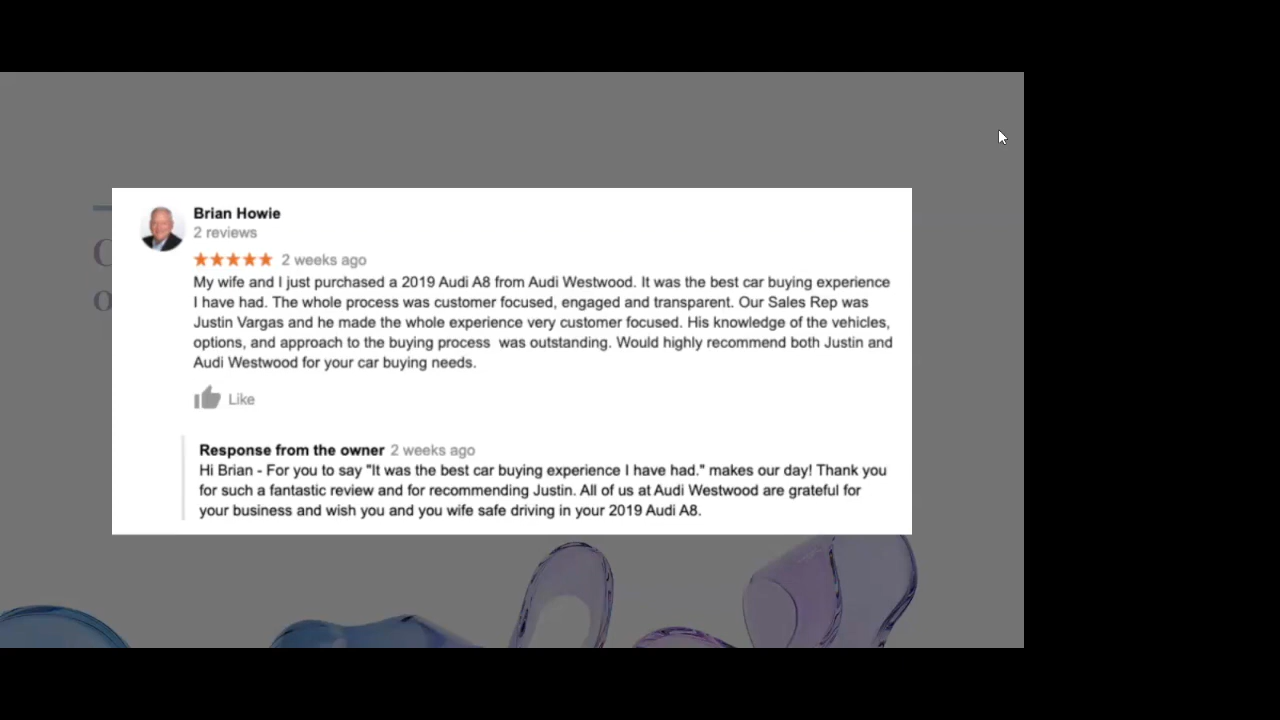 Brian Howie
2 reviews
2 weeks ago
My wife and I just purchased a 2019 Audi A8 from Audi Westwood. It was the best car buying experience
I have had. The whole process was customer focused, engaged and transparent. Our Sales Rep was
Justin Vargas and he made the whole experience very customer focused. His knowledge of the vehicles,
options, and approach to the buying process was outstanding. Would highly recommend both Justin and
Audi Westwood for your car buying needs.
Like
Response from the owner 2 weeks ago
Hi Brian - For you to say "It was the best car buying experience I have had." makes our day! Thank you
for such a fantastic review and for recommending Justin. All of us at Audi Westwood are grateful for
your business and wish you and you wife safe driving in your 2019 Audi A8.